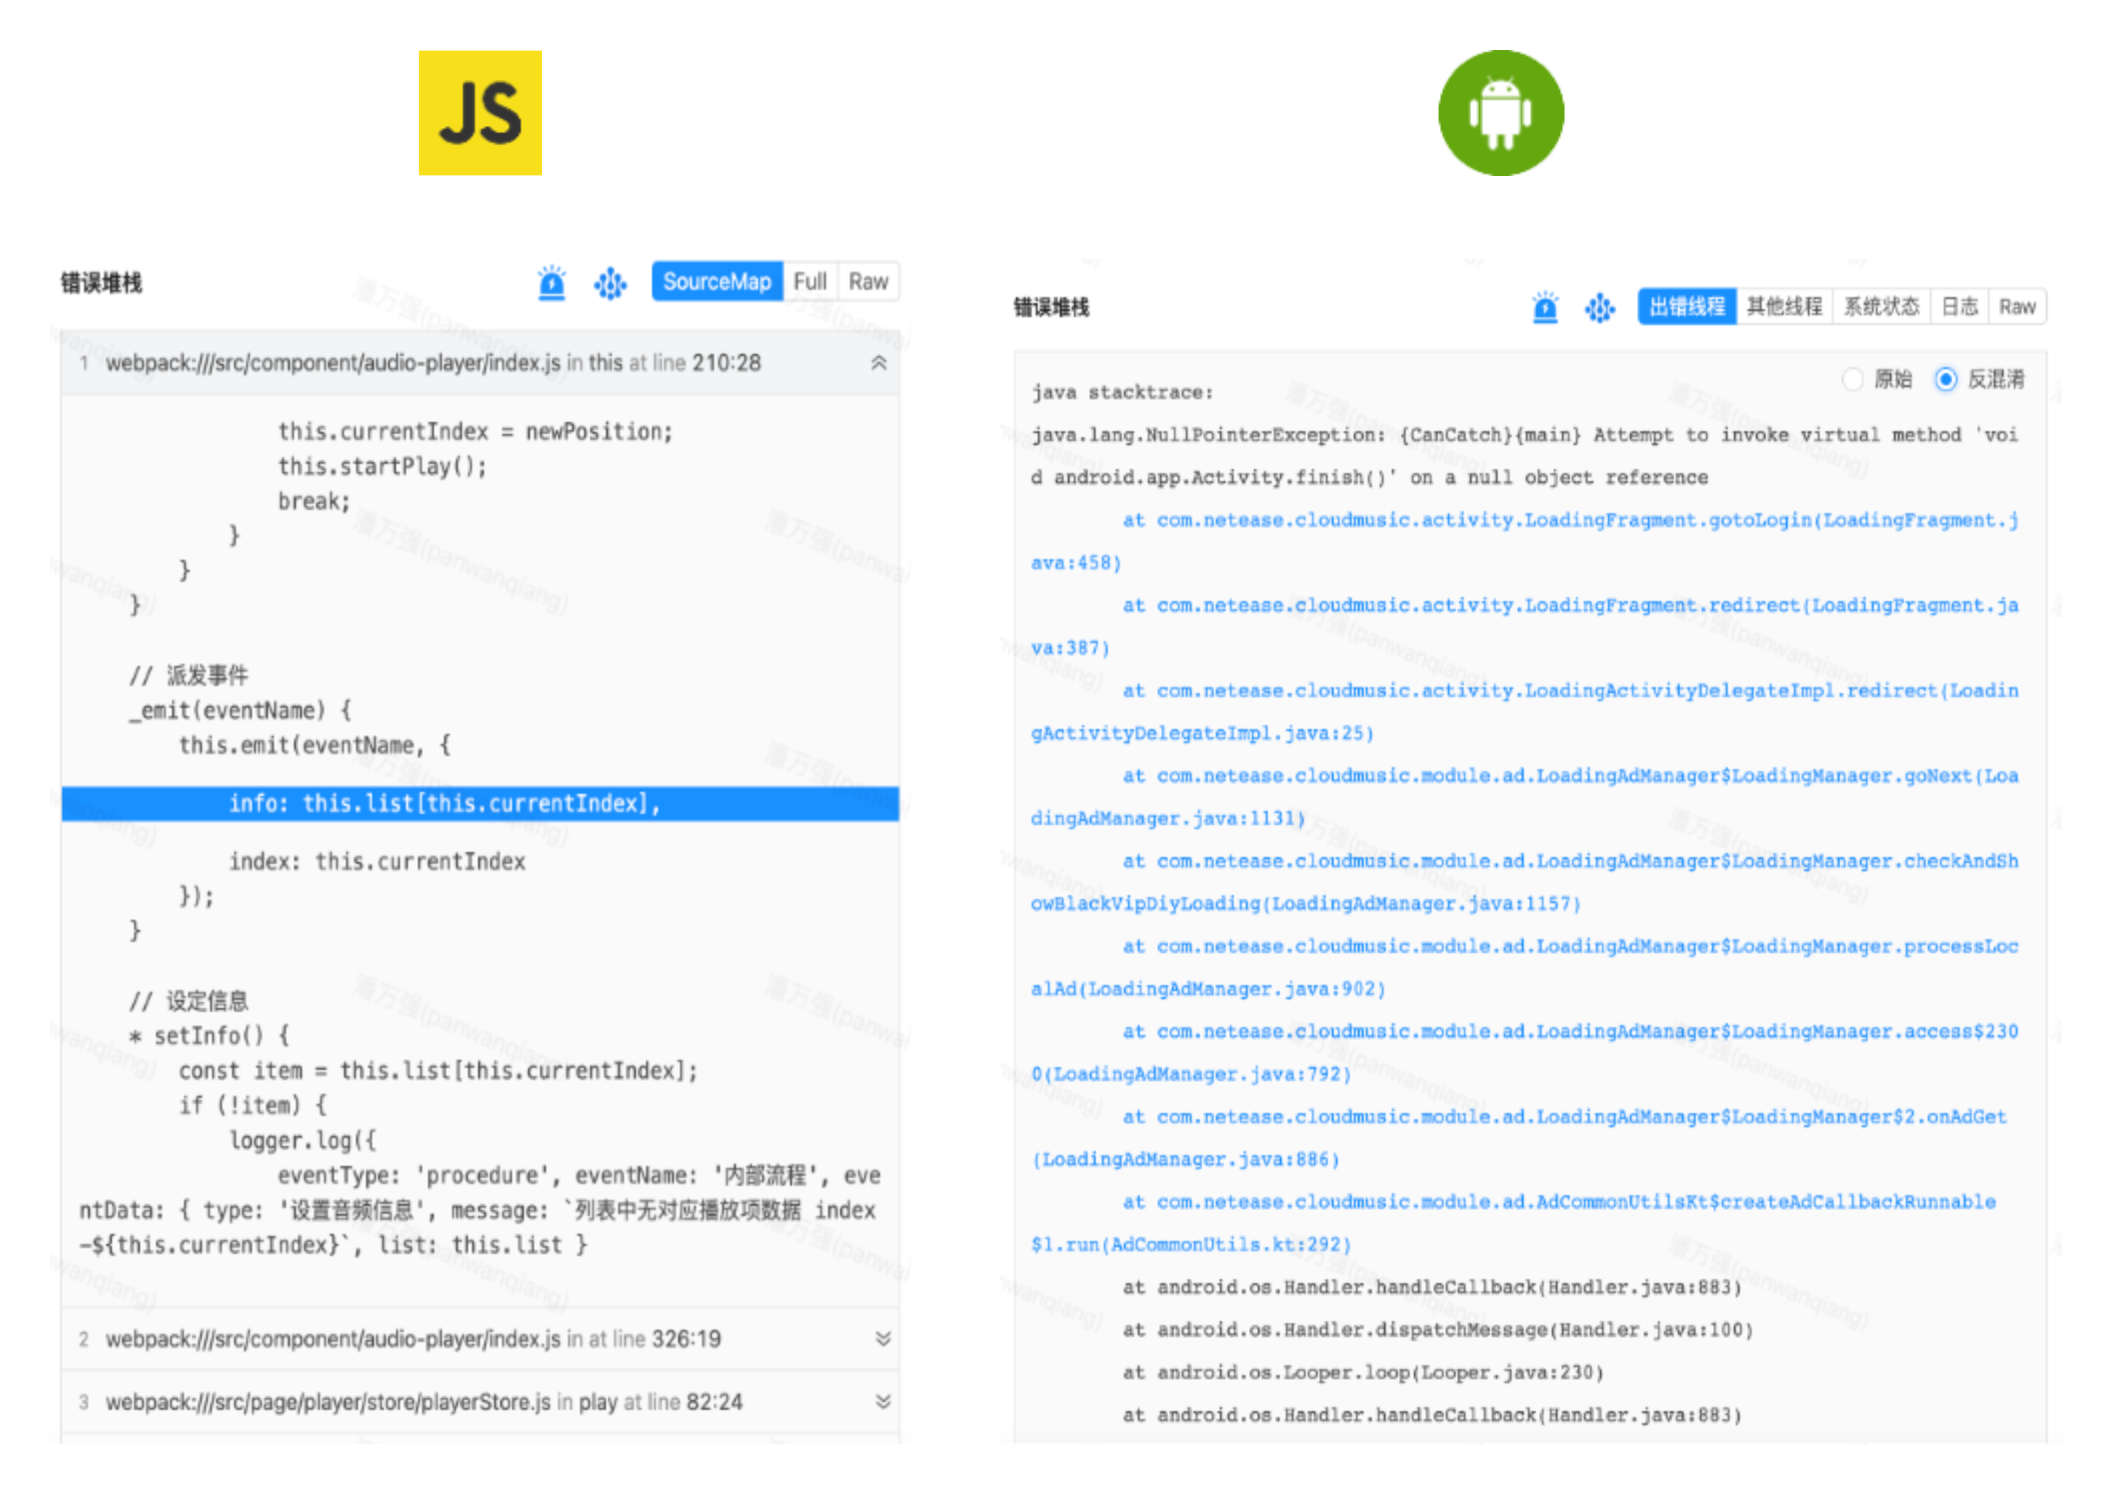 JS
错误堆栈
SourceMap Full Raw
1 webpack:///src/component/audio-player/index.js in this at line 210:28
this.currentIndex = newPosition;
this.startPlay();
break;
}
}
}
// 派发事件
_emit(eventName) {
this.emit(eventName, {
info: this.list[this.currentIndex],
index: this.currentIndex
});
}
// 设定信息
* setInfo() {
const item = this.list[this.currentIndex];
if (!item) {
logger.log({
eventType: 'procedure', eventName: '内部流程', eve
ntData: { type: '设置音频信息', message: `列表中无对应播放项数据 index
-${this.currentIndex}`, list: this.list }
2 webpack:///src/component/audio-player/index.js in at line 326:19
3 webpack:///src/page/player/store/playerStore.js in play at line 82:24
错误堆栈
出错线程 其他线程 系统状态 日志 Raw
原始 反混淆
java stacktrace:
java.lang.NullPointerException: {CanCatch}{main} Attempt to invoke virtual method 'voi
d android.app.Activity.finish()' on a null object reference
at com.netease.cloudmusic.activity.LoadingFragment.gotoLogin(LoadingFragment.j
ava:458)
at com.netease.cloudmusic.activity.LoadingFragment.redirect(LoadingFragment.ja
va:387)
at com.netease.cloudmusic.activity.LoadingActivityDelegateImpl.redirect(Loadin
gActivityDelegateImpl.java:25)
at com.netease.cloudmusic.module.ad.LoadingAdManager$LoadingManager.goNext(Loa
dingAdManager.java:1131)
at com.netease.cloudmusic.module.ad.LoadingAdManager$LoadingManager.checkAndSh
owBlackVipDiyLoading(LoadingAdManager.java:1157)
at com.netease.cloudmusic.module.ad.LoadingAdManager$LoadingManager.processLoc
alAd(LoadingAdManager.java:902)
at com.netease.cloudmusic.module.ad.LoadingAdManager$LoadingManager.access$230
0(LoadingAdManager.java:792)
at com.netease.cloudmusic.module.ad.LoadingAdManager$LoadingManager$2.onAdGet
(LoadingAdManager.java:886)
at com.netease.cloudmusic.module.ad.AdCommonUtilsKt$createAdCallbackRunnable
$1.run(AdCommonUtils.kt:292)
at android.os.Handler.handleCallback(Handler.java:883)
at android.os.Handler.dispatchMessage(Handler.java:100)
at android.os.Looper.loop(Looper.java:230)
at android.os.Handler.handleCallback(Handler.java:883)
潘万强(panwanqiang)